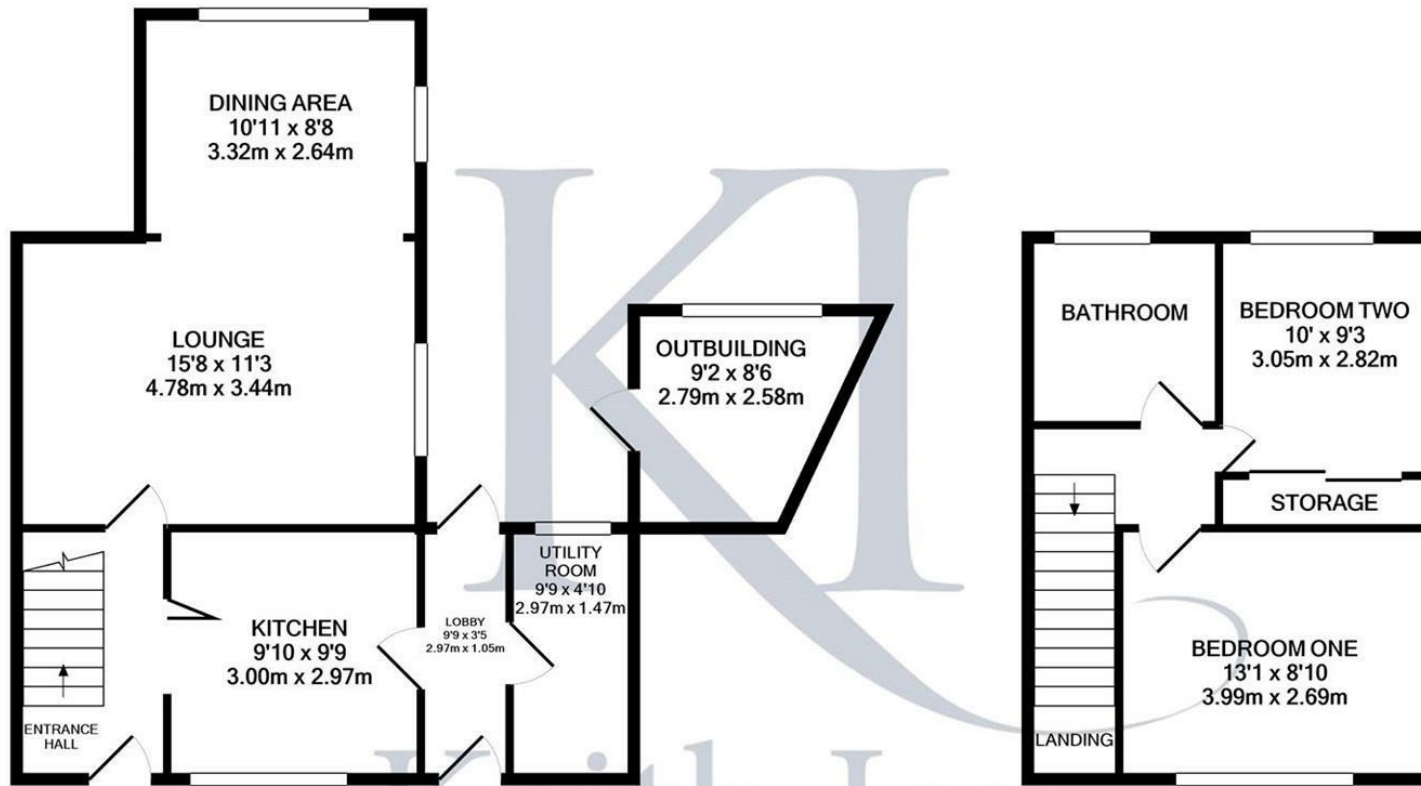 DINING AREA
10'11 x 8'8
3.32m x 2.64m
LOUNGE
15'8 x 11'3
4.78m x 3.44m
OUTBUILDING
9'2 x 8'6
2.79m x 2.58m
BATHROOM
BEDROOM TWO
10' x 9'3
3.05m x 2.82m
STORAGE
UTILITY
ROOM
9'9 x 4'10
2.97m x 1.47m
KITCHEN
9'10 x 9'9
3.00m x 2.97m
LOBBY
9'9 x 3'5
2.97m x 1.05m
BEDROOM ONE
13'1 x 8'10
3.99m x 2.69m
ENTRANCE
HALL
LANDING